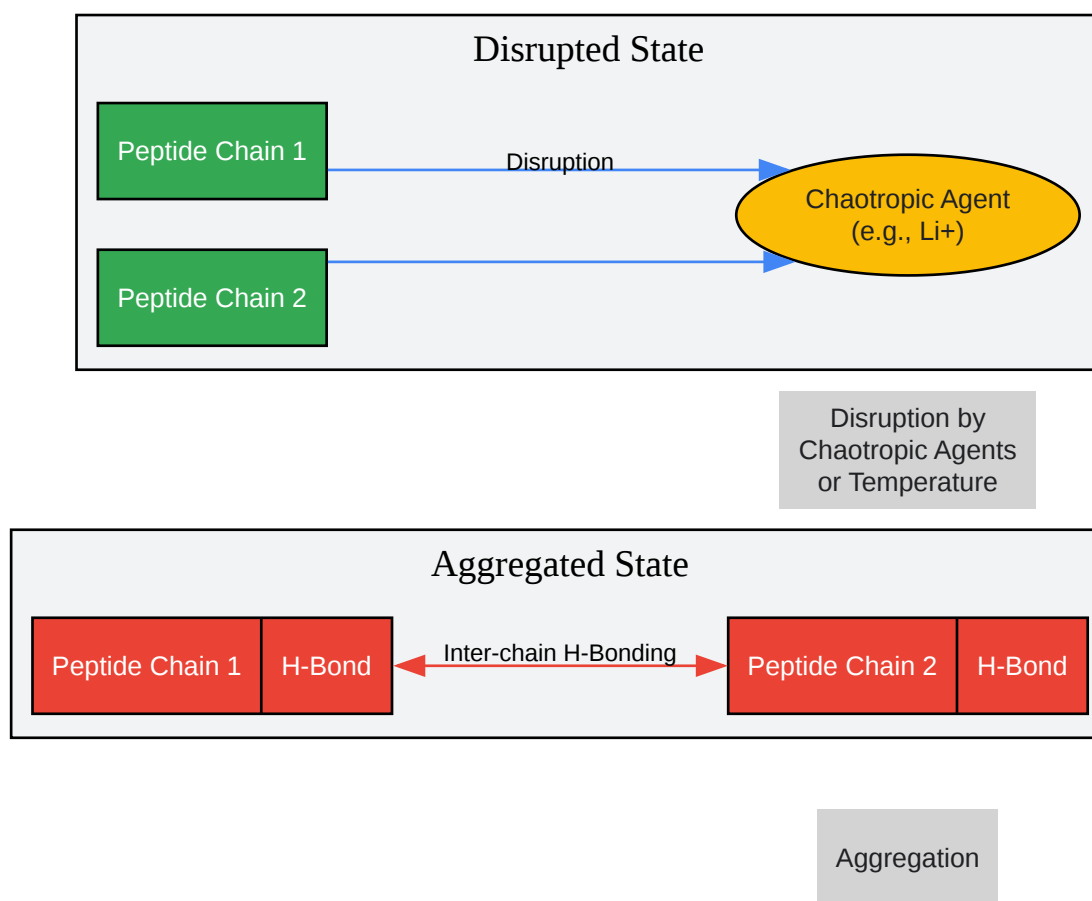 Disrupted State
Peptide Chain 1
Disruption
Chaotropic Agent
(e.g., Li+)
Peptide Chain 2
Disruption by
Chaotropic Agents
or Temperature
Aggregated State
Peptide Chain 1
H-Bond
Inter-chain H-Bonding
Peptide Chain 2
H-Bond
Aggregation